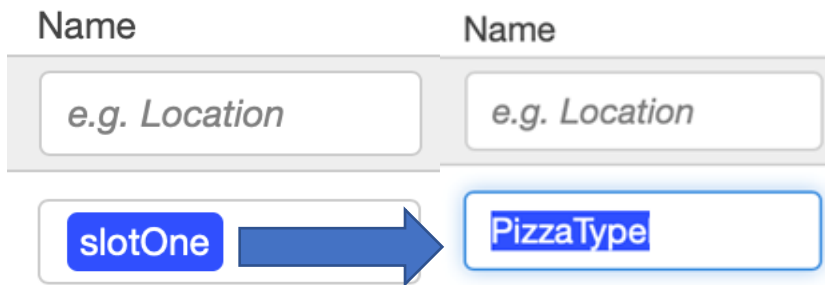 Name
e.g. Location
slotOne
Name
e.g. Location
PizzaType